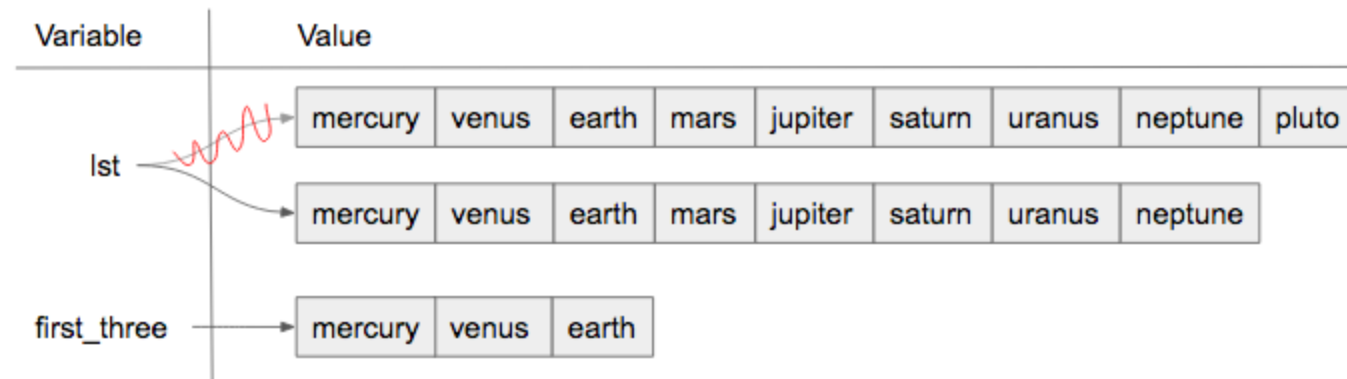 Variable Value
mercury venus earth mars jupiter saturn uranus neptune pluto
lst
mercury venus earth mars jupiter saturn uranus neptune
first_three mercury venus earth